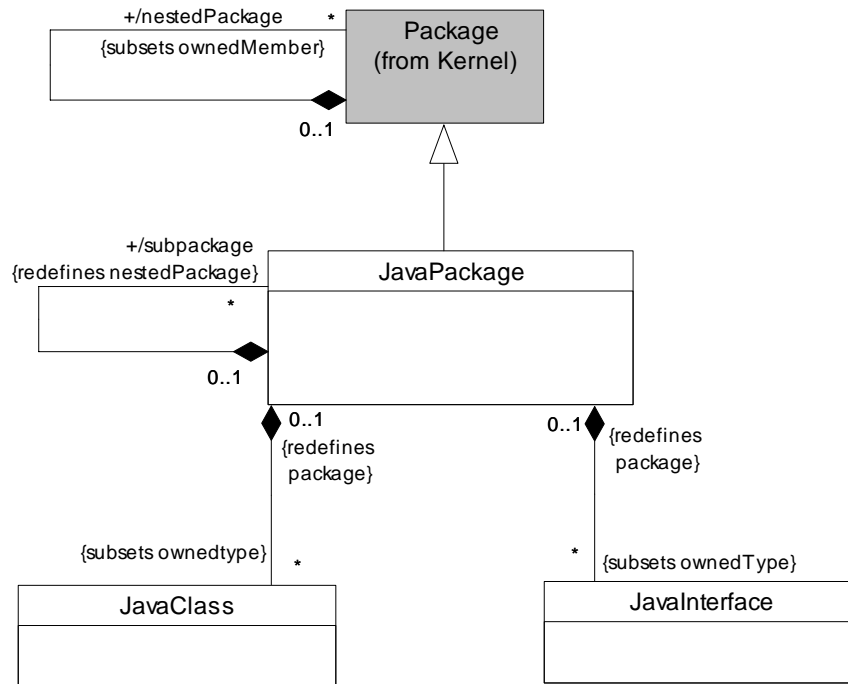 +/nestedPackage
*
{subsets ownedMember}
0..1
Package
(from Kernel)
+/subpackage
{redefines nestedPackage}
*
0..1
JavaPackage
0..1
{redefines
package}
0..1
{redefines
package}
{subsets ownedtype}
*
*
{subsets ownedType}
JavaClass
JavaInterface